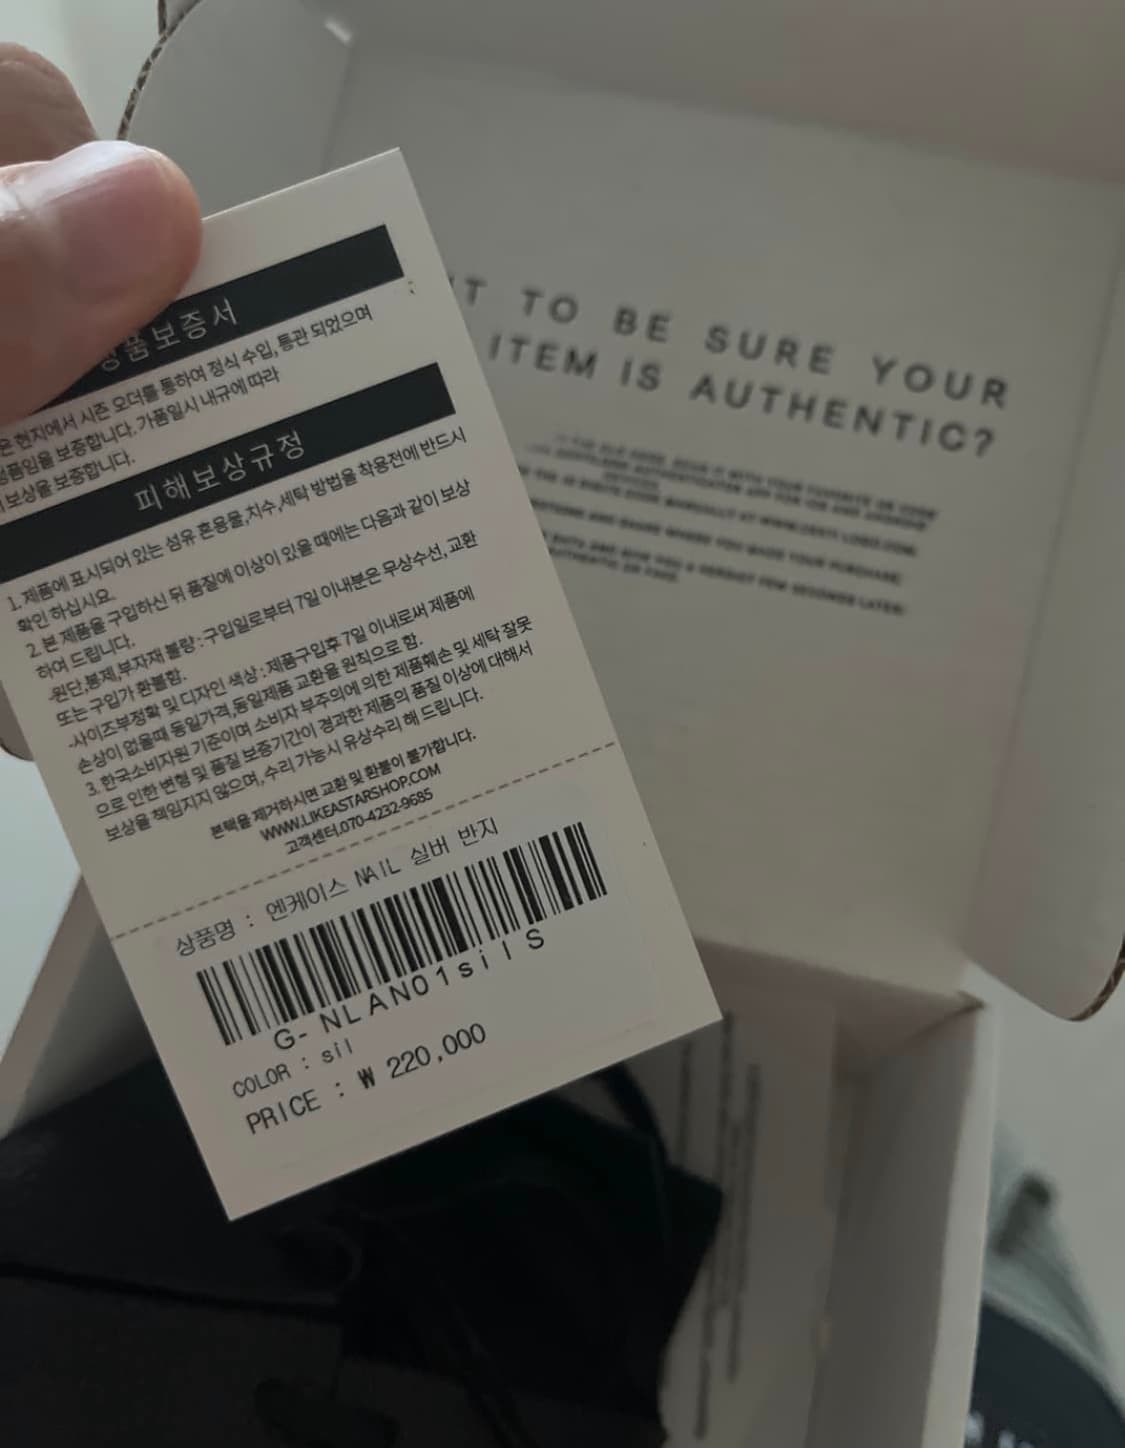 품보증서
은 현지에서 시즌 오더를 통하여 정식 수입, 통관 되었으며
정품임을 보증합니다. 가품일시 내규에 따라
보상을 보증합니다.
피해보상규정
1. 제품에 표시되어 있는 섬유 혼용율,치수,세탁 방법을 착용전에 반드시
확인 하십시요.
2. 본 제품을 구입하신 뒤 품질에 이상이 있을 때에는 다음과 같이 보상
하여 드립니다.
-원단,봉제,부자재 불량 : 구입일로부터 7일 이내분은 무상수선, 교환
또는 구입가 환불함.
-사이즈부정확 및 디자인 색상 : 제품구입후 7일 이내로써 제품에
손상이 없을때 동일가격,동일제품 교환을 원칙으로 함.
3. 한국소비자원 기준이며 소비자 부주의에 의한 제품훼손 및 세탁 잘못
으로 인한 변형 및 품질 보증기간이 경과한 제품의 품질 이상에 대해서
보상을 책임지지 않으며, 수리 가능시 유상수리 해 드립니다.
본택을 제거하시면 교환 및 환불이 불가합니다.
WWW.LIKEASTARSHOP.COM
고객센터.070-4232-9685
상품명 : 엔케이스 NAIL 실버 반지
G-NLAN01silS
COLOR : sil
PRICE : ₩ 220,000
TO BE SURE YOUR
ITEM IS AUTHENTIC?